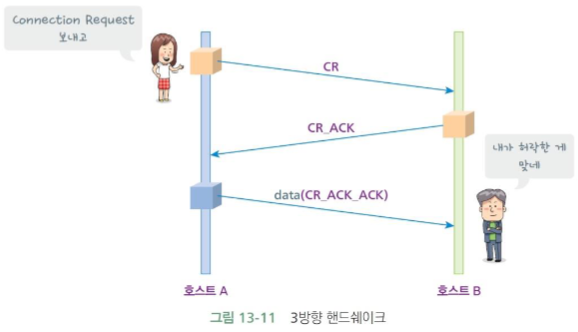 Connection Request
보내고
CR
CR_ACK
내가 허락한 게
맞네
data(CR_ACK_ACK)
호스트 A
호스트 B
그림 13-11 3방향 핸드쉐이크